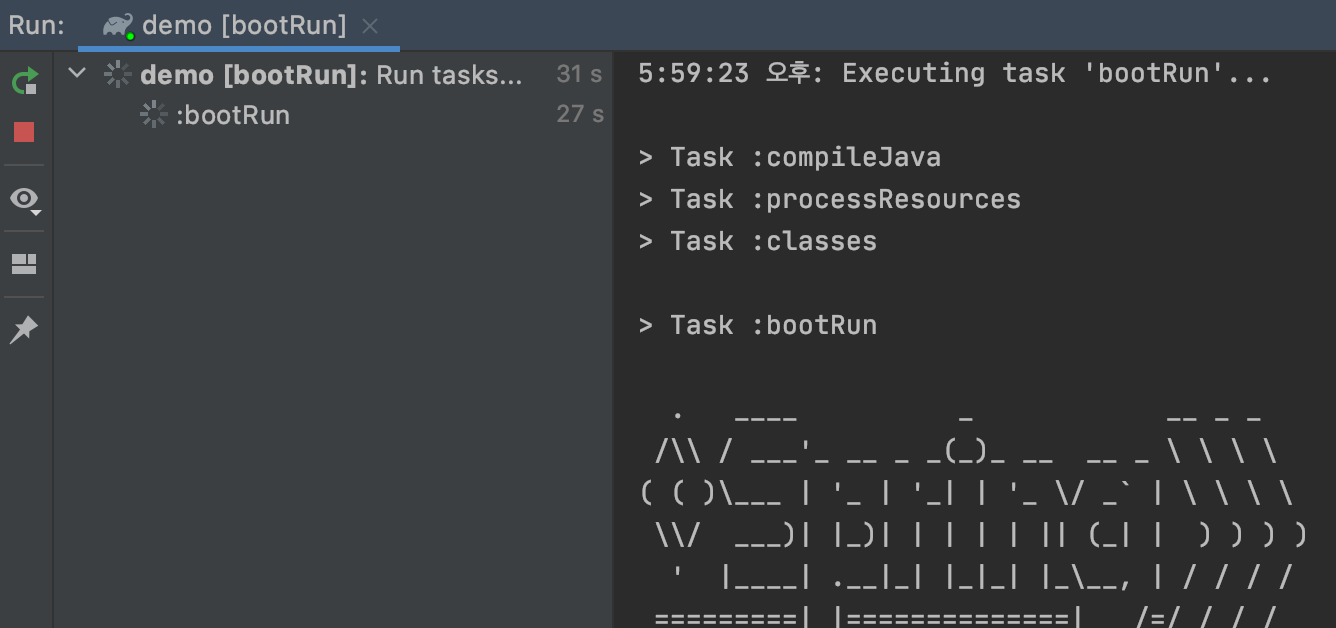 Run: demo [bootRun]
demo [bootRun]: Run tasks... 31 s
:bootRun 27 s
5:59:23 오후: Executing task 'bootRun'...
> Task :compileJava
> Task :processResources
> Task :classes
> Task :bootRun
  .   ____          _            __ _ _
 /\\ / ___'_ __ _ _(_)_ __  __ _ \ \ \ \
( ( )\___ | '_ | '_| | '_ \/ _` | \ \ \ \
 \\/  ___)| |_)| | | | | || (_| |  ) ) ) )
  '  |____| .__|_| |_|_| |_\__, | / / / /
 =========| |==============|   /=/ / / /